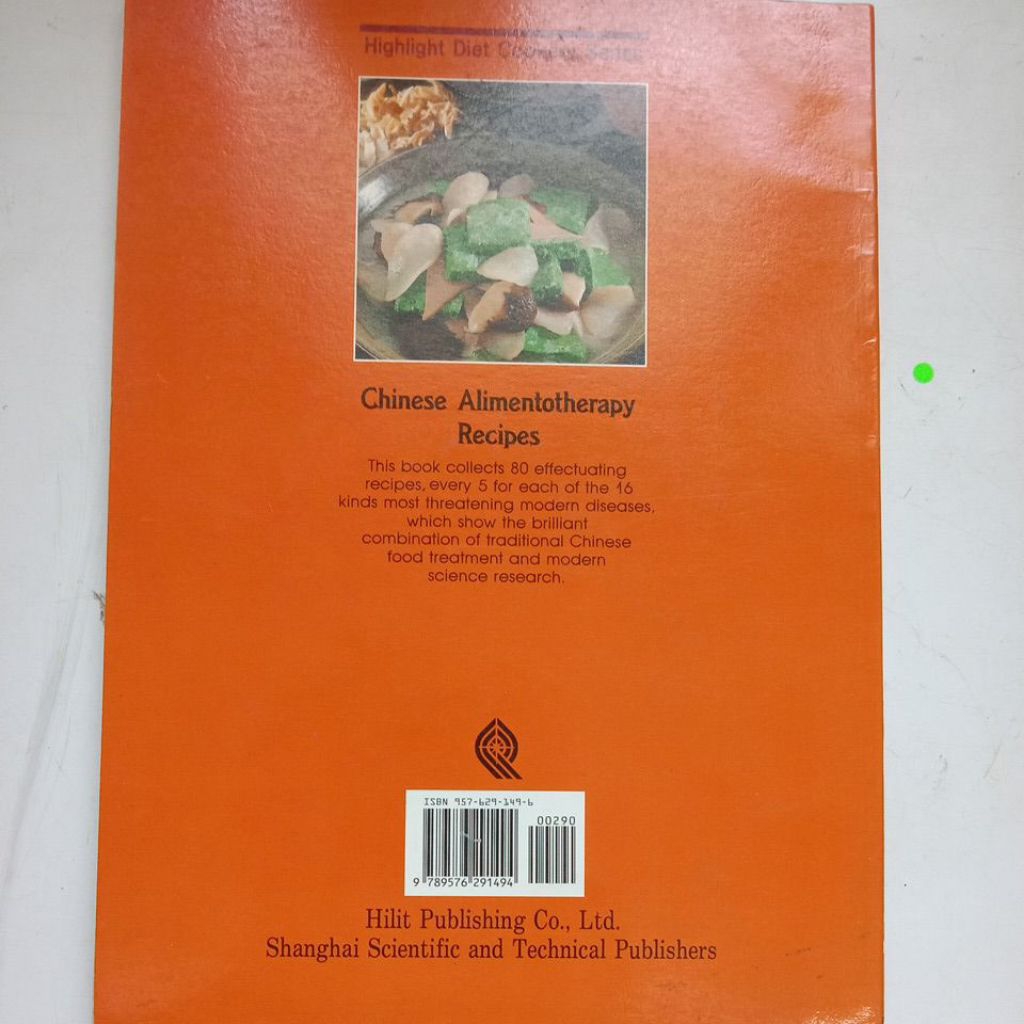 Highlight Diet Cookery Series
Chinese Alimentotherapy
Recipes
This book collects 80 effectuating
recipes, every 5 for each of the 16
kinds most threatening modern diseases,
which show the brilliant
combination of traditional Chinese
food treatment and modern
science research.
ISBN 957-629-149-6
00290
9 789576 291494
Hilit Publishing Co., Ltd.
Shanghai Scientific and Technical Publishers